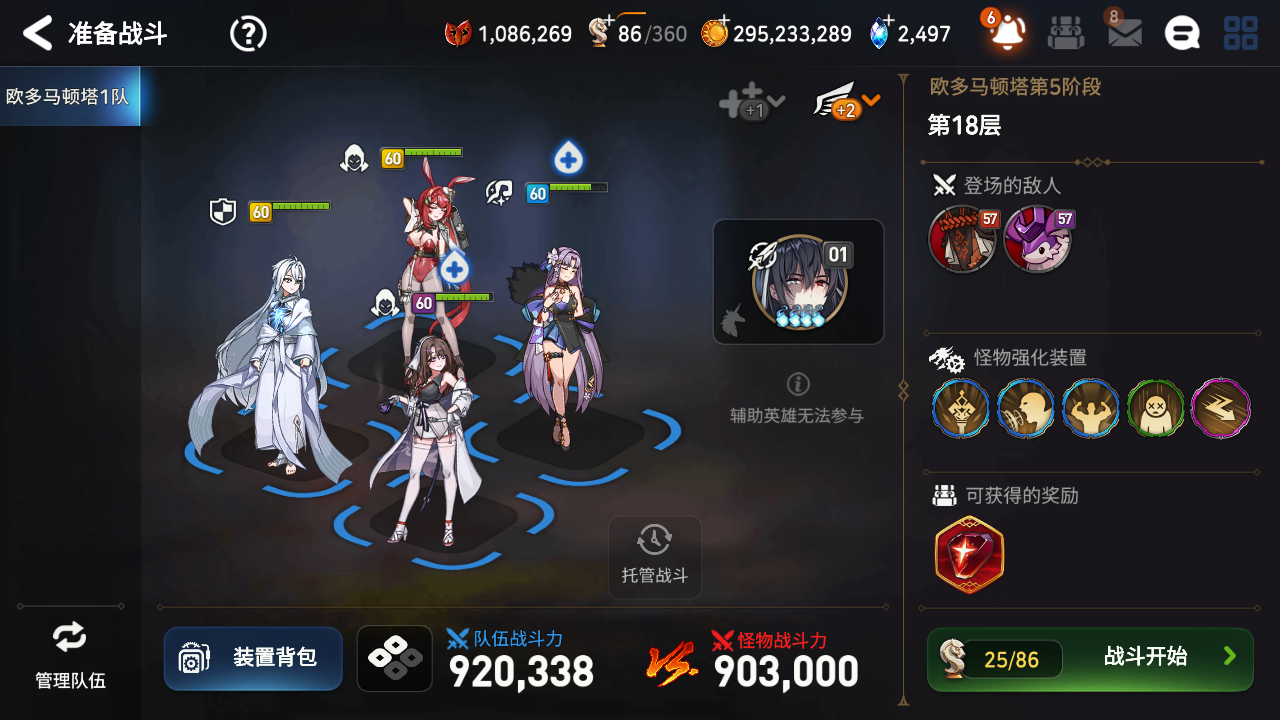 准备战斗
?
1,086,269
86/360
295,233,289
2,497
6
8
欧多马顿塔1队
+1
+2
60
60
60
60
01
辅助英雄无法参与
托管战斗
欧多马顿塔第5阶段
第18层
登场的敌人
57
57
怪物强化装置
可获得的奖励
管理队伍
装置背包
队伍战斗力
920,338
怪物战斗力
903,000
25/86
战斗开始